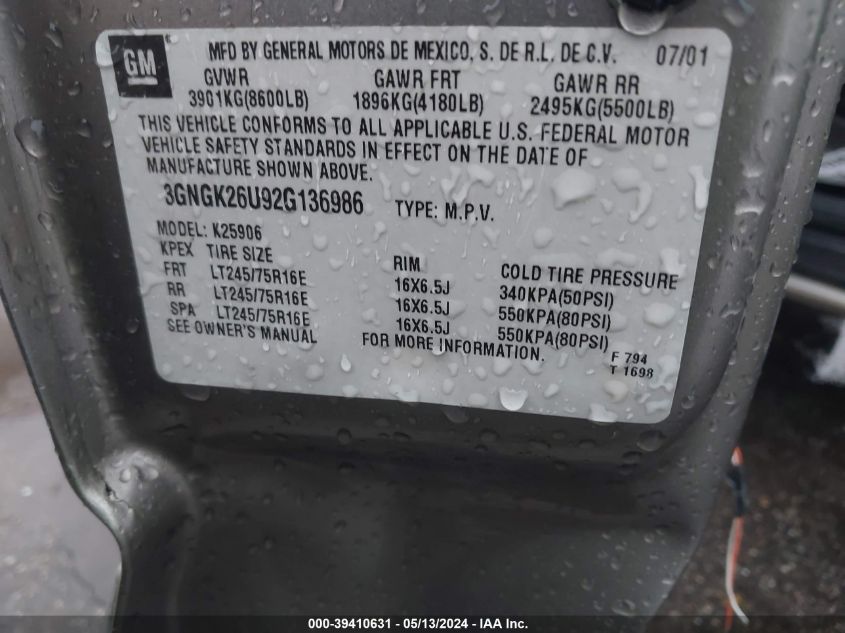 GM MFD BY GENERAL MOTORS DE MEXICO, S. DE R.L. DE C.V. 07/01
GVWR GAWR FRT GAWR RR
3901KG(8600LB) 1896KG(4180LB) 2495KG(5500LB)
THIS VEHICLE CONFORMS TO ALL APPLICABLE U.S. FEDERAL MOTOR
VEHICLE SAFETY STANDARDS IN EFFECT ON THE DATE OF
MANUFACTURE SHOWN ABOVE.
3GNGK26U92G136986 TYPE: M.P.V.
MODEL: K25906
KPEX TIRE SIZE RIM COLD TIRE PRESSURE
FRT LT245/75R16E 16X6.5J 340KPA(50PSI)
RR LT245/75R16E 16X6.5J 550KPA(80PSI)
SPA LT245/75R16E 16X6.5J 550KPA(80PSI)
SEE OWNER'S MANUAL FOR MORE INFORMATION.
F 794
T 1698
000-39410631 - 05/13/2024 - IAA Inc.